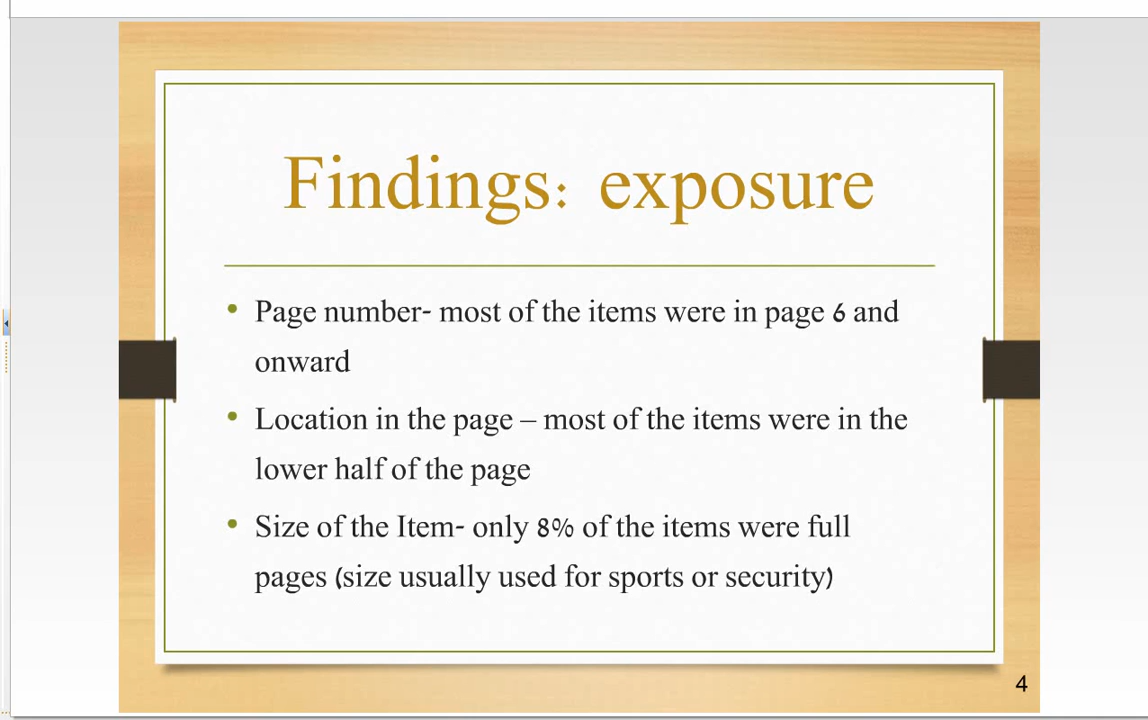 Findings: exposure
• Page number- most of the items were in page 6 and
onward
• Location in the page – most of the items were in the
lower half of the page
• Size of the Item- only 8% of the items were full
pages (size usually used for sports or security)
4